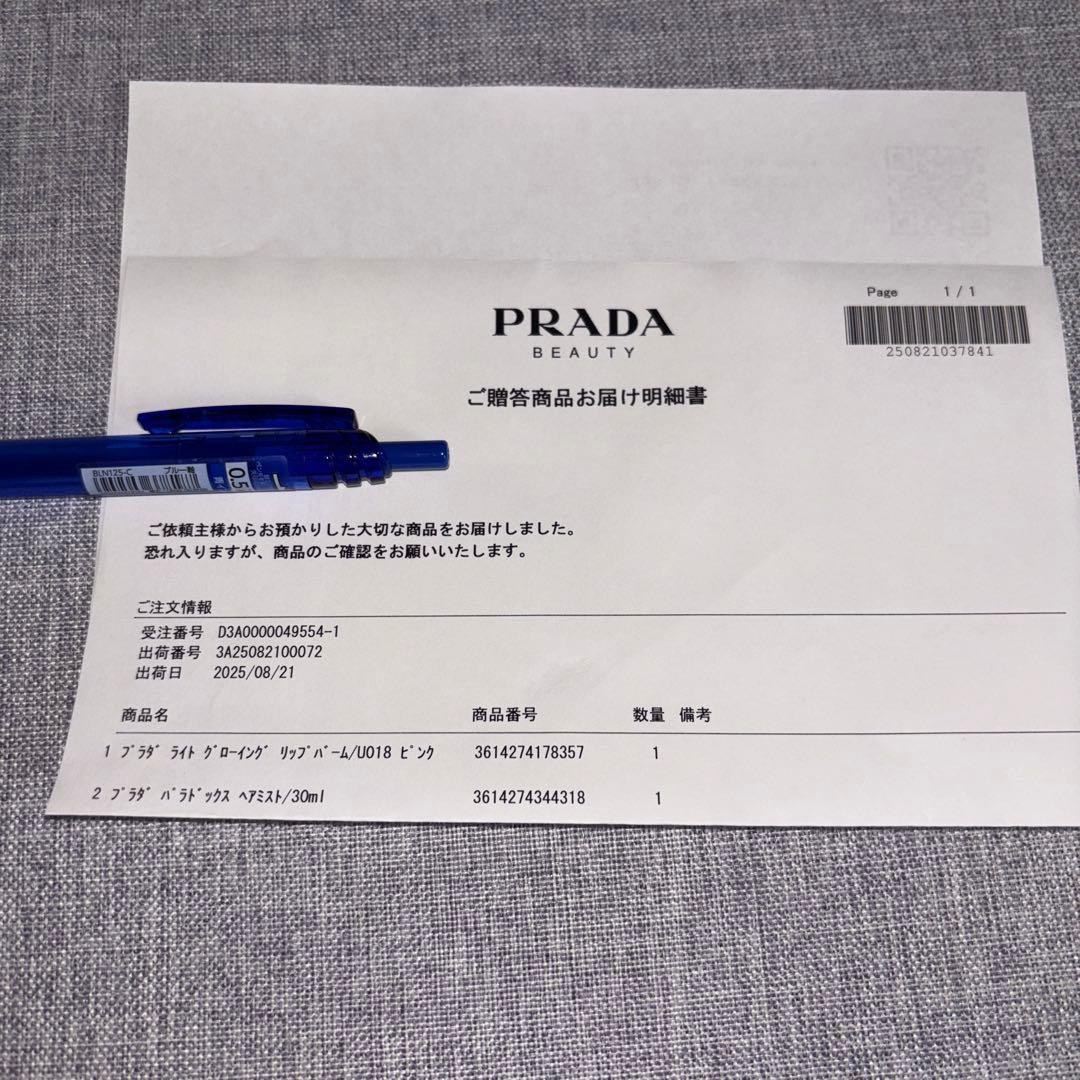 Page 1/1
PRADA
BEAUTY
250821037841
ご贈答商品お届け明細書
BLN125-C ブルー軸
0.5
ご依頼主様からお預かりした大切な商品をお届けしました。
恐れ入りますが、商品のご確認をお願いいたします。
ご注文情報
受注番号 D3A0000049554-1
出荷番号 3A25082100072
出荷日 2025/08/21
商品名 商品番号 数量 備考
1 ﾌﾟﾗﾀﾞ ﾗｲﾄ ｸﾞﾛｰｲﾝｸﾞ ﾘｯﾌﾟﾊﾞｰﾑ/U018 ﾋﾟﾝｸ 3614274178357 1
2 ﾌﾟﾗﾀﾞ ﾊﾟﾗﾄﾞｯｸｽ ﾍｱﾐｽﾄ/30ml 3614274344318 1